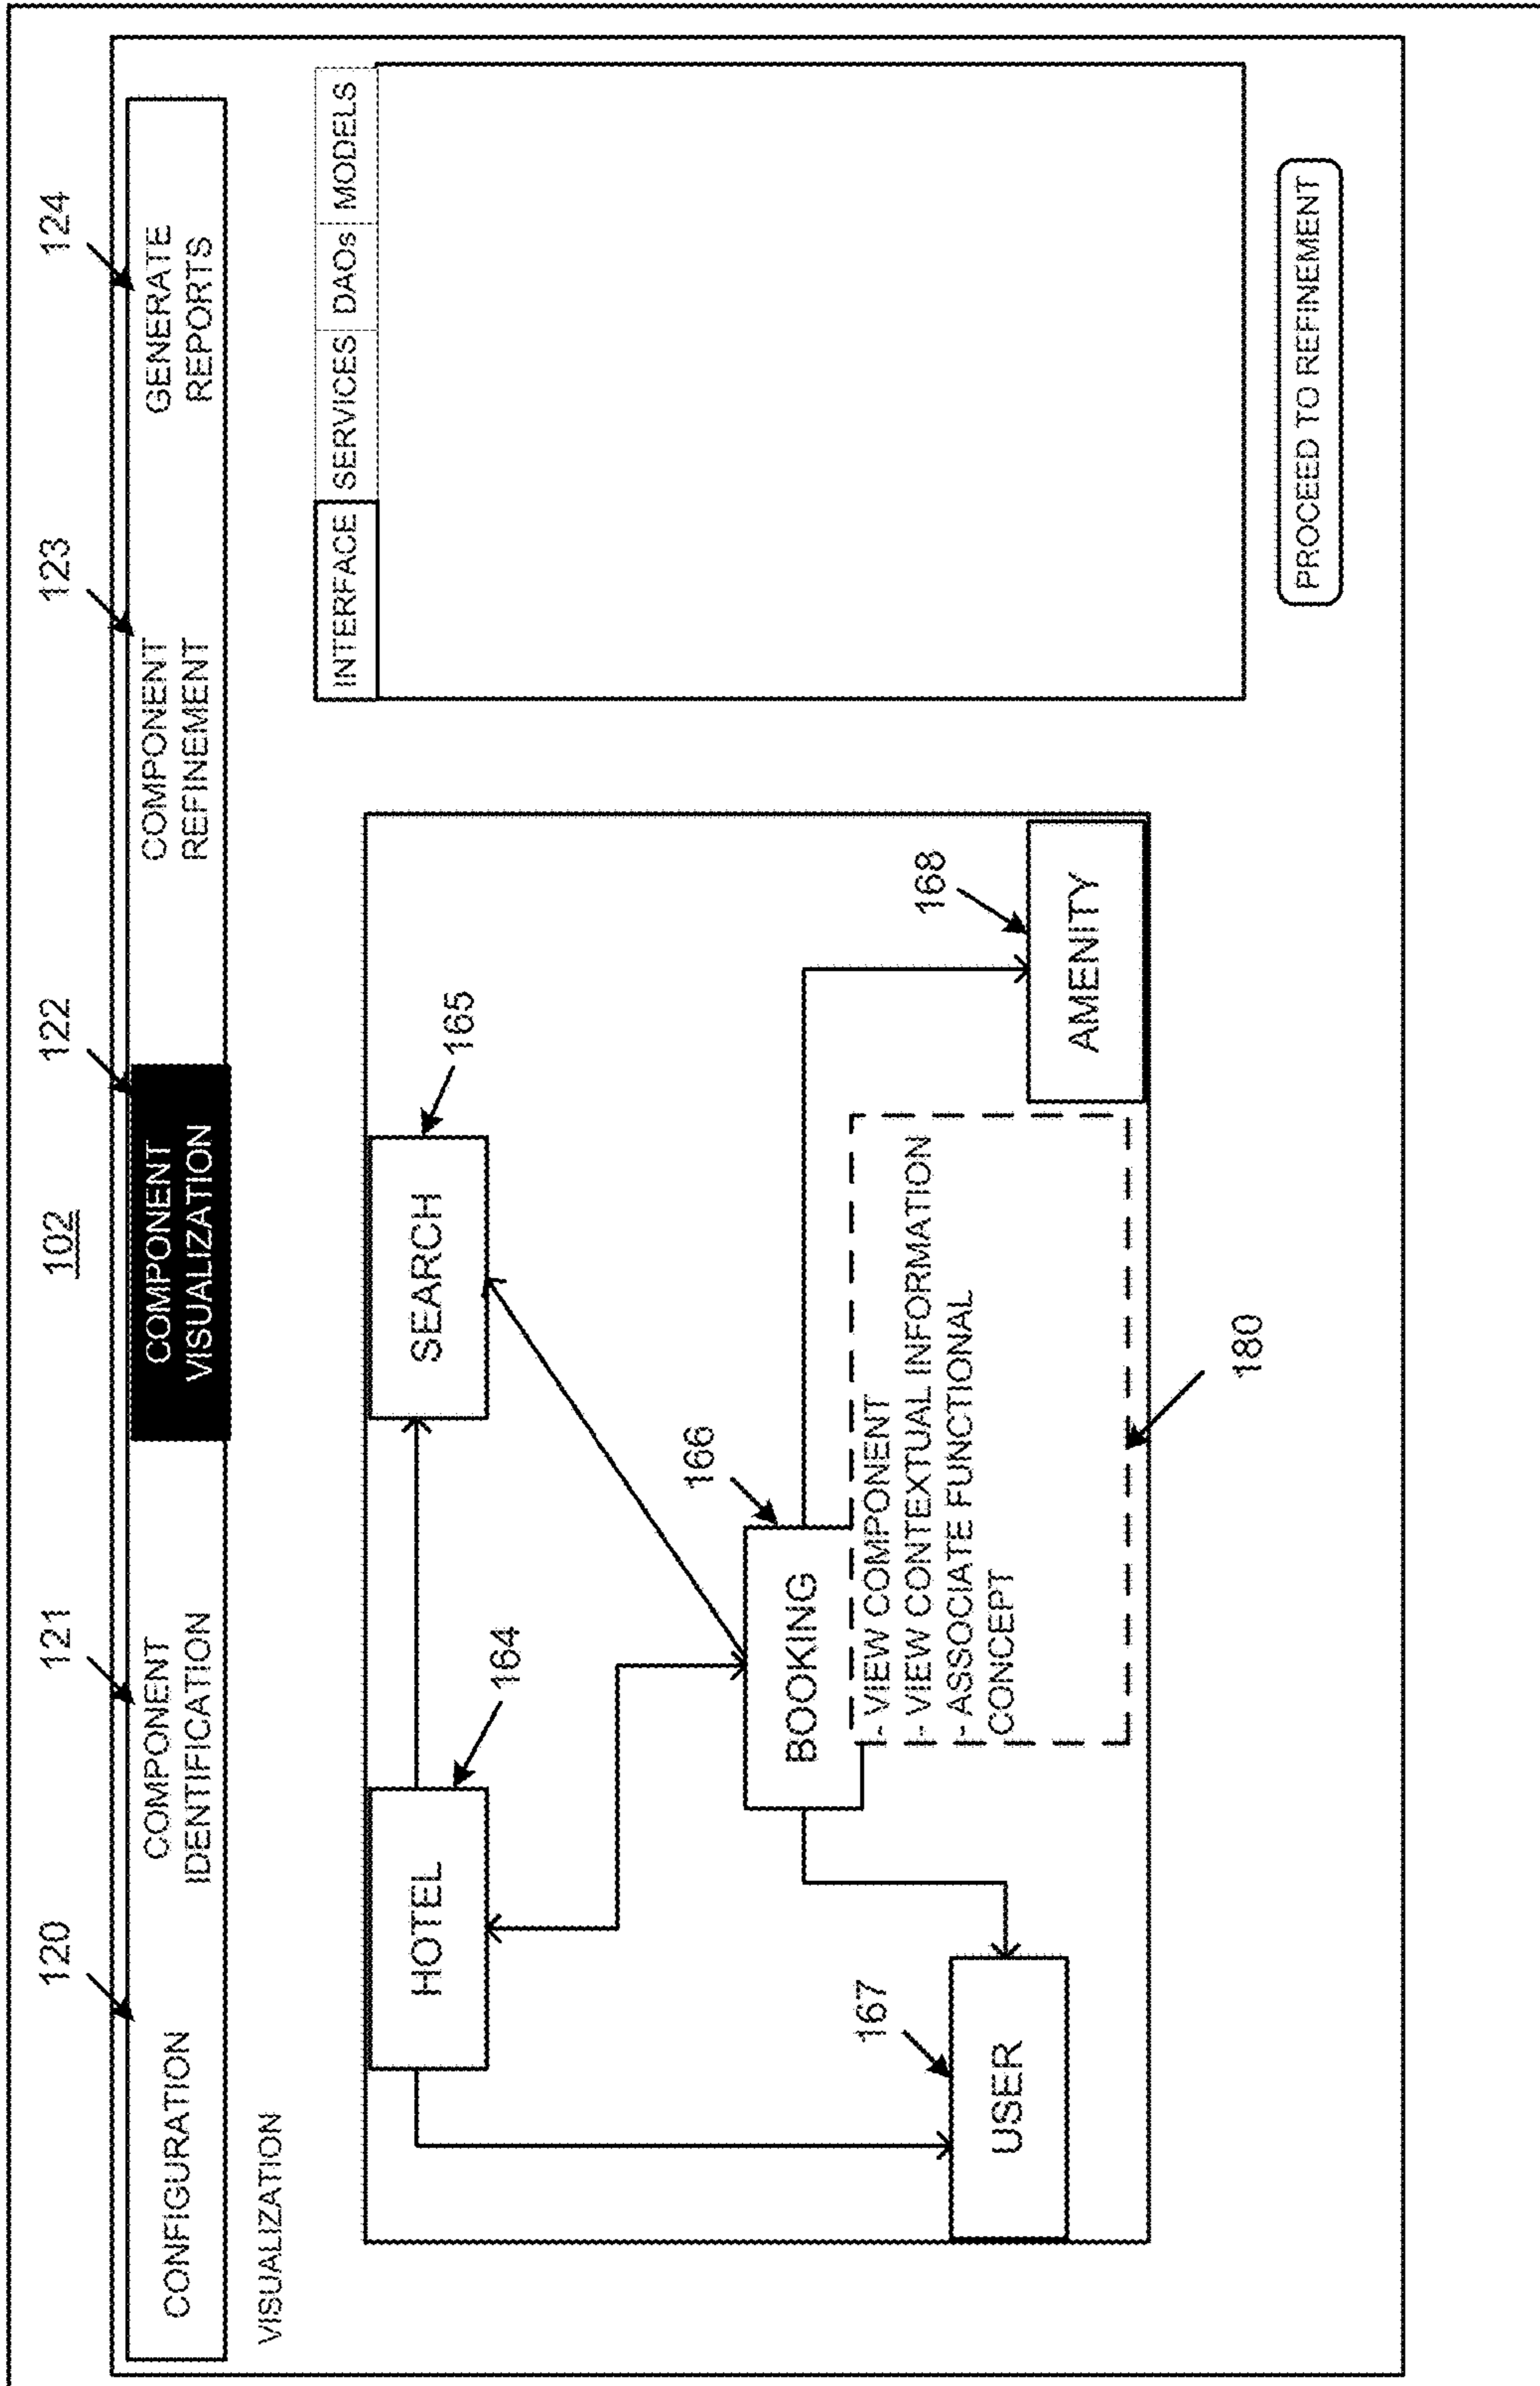 102
120
121
122
123
124
CONFIGURATION
COMPONENT
IDENTIFICATION
COMPONENT
VISUALIZATION
COMPONENT
REFINEMENT
GENERATE
REPORTS
VISUALIZATION
HOTEL
164
SEARCH
165
BOOKING
166
- VIEW COMPONENT
- VIEW CONTEXTUAL INFORMATION
- ASSOCIATE FUNCTIONAL
CONCEPT
180
USER
167
AMENITY
168
INTERFACE
SERVICES
DAOs
MODELS
PROCEED TO REFINEMENT